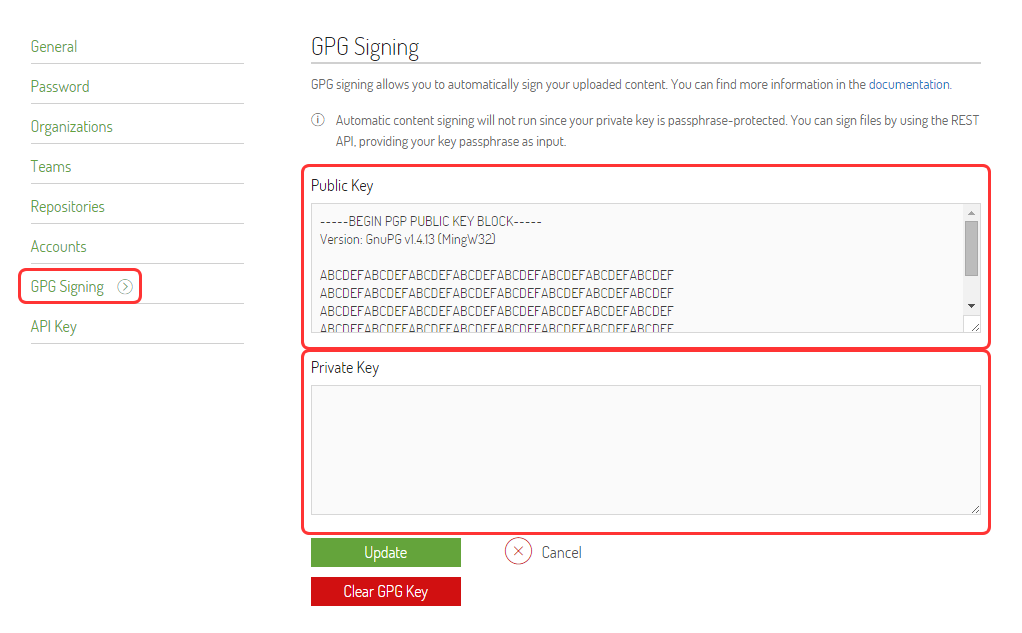 General
Password
Organizations
Teams
Repositories
Accounts
GPG Signing
API Key
GPG Signing
GPG signing allows you to automatically sign your uploaded content. You can find more information in the documentation.
Automatic content signing will not run since your private key is passphrase-protected. You can sign files by using the REST
API, providing your key passphrase as input.
Public Key
-----BEGIN PGP PUBLIC KEY BLOCK-----
Version: GnuPG v1.4.13 (MingW32)
ABCDEFABCDEFABCDEFABCDEFABCDEFABCDEFABCDEFABCDEF
ABCDEFABCDEFABCDEFABCDEFABCDEFABCDEFABCDEFABCDEF
ABCDEFABCDEFABCDEFABCDEFABCDEFABCDEFABCDEFABCDEF
ABCDEFABCDEFABCDEFABCDEFABCDEFABCDEFABCDEFABCDEF
Private Key
Update
Cancel
Clear GPG Key